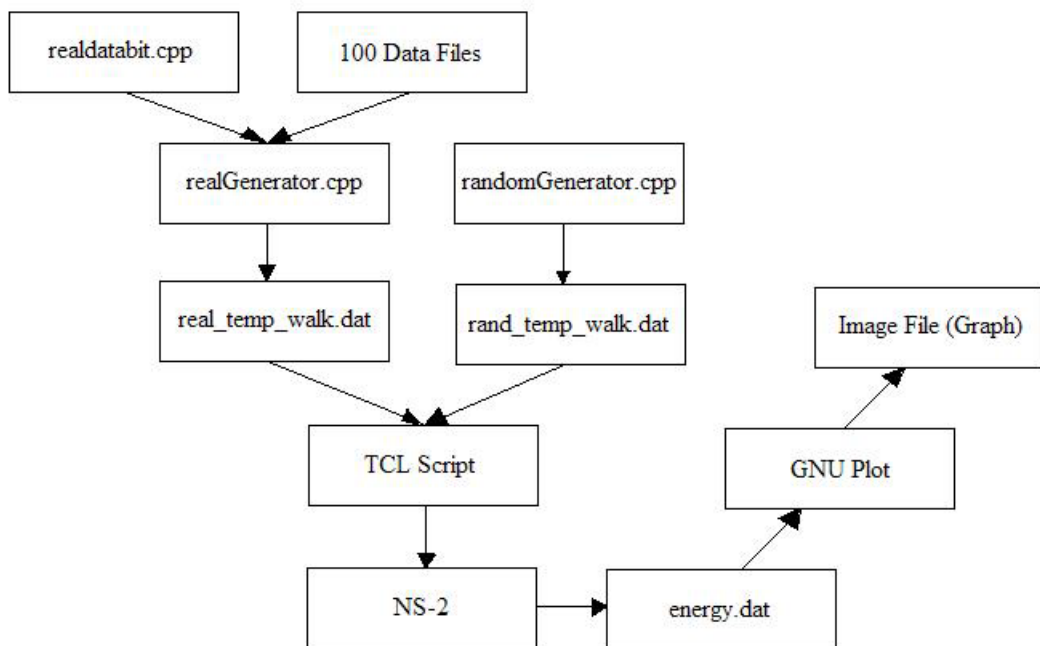 realdatabit.cpp
100 Data Files
realGenerator.cpp
randomGenerator.cpp
real_temp_walk.dat
rand_temp_walk.dat
Image File (Graph)
TCL Script
GNU Plot
NS-2
energy.dat